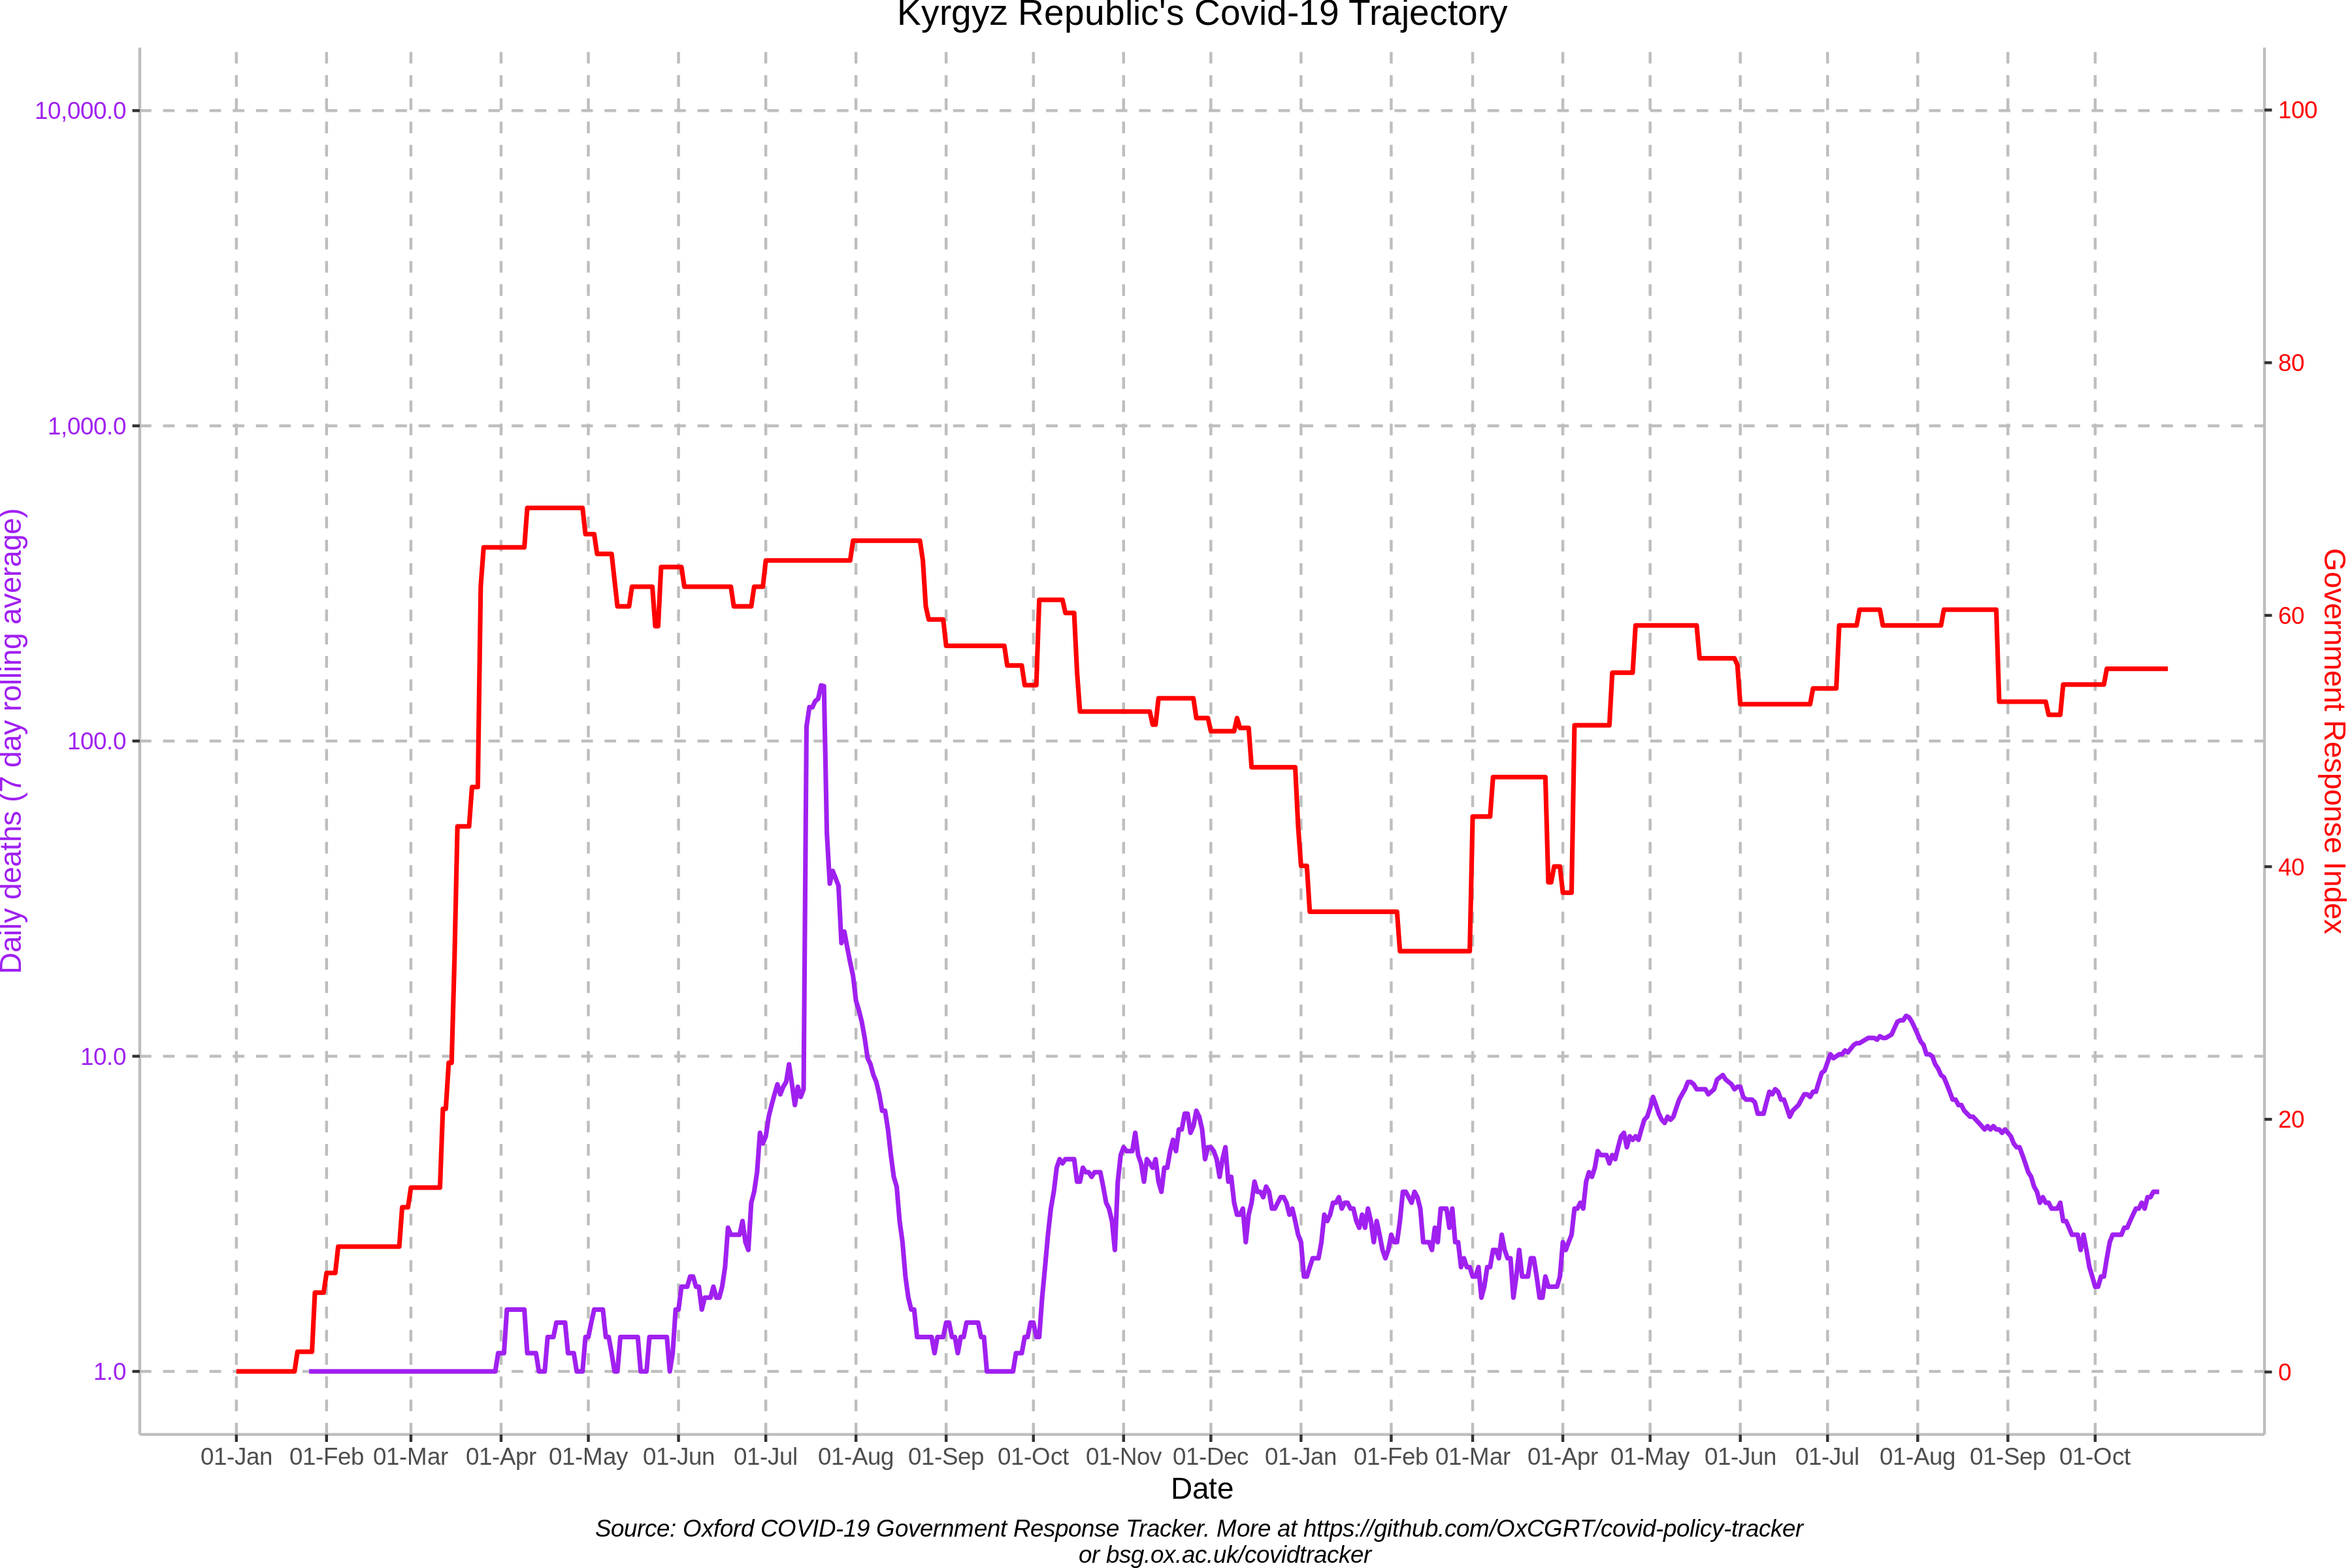 Kyrgyz Republic's Covid-19 Trajectory
10,000.0
1,000.0
100.0
10.0
1.0
Daily deaths (7 day rolling average)
100
80
60
40
20
0
Government Response Index
01-Jan 01-Feb 01-Mar 01-Apr 01-May 01-Jun 01-Jul 01-Aug 01-Sep 01-Oct 01-Nov 01-Dec 01-Jan 01-Feb 01-Mar 01-Apr 01-May 01-Jun 01-Jul 01-Aug 01-Sep 01-Oct
Date
Source: Oxford COVID-19 Government Response Tracker. More at https://github.com/OxCGRT/covid-policy-tracker
or bsg.ox.ac.uk/covidtracker